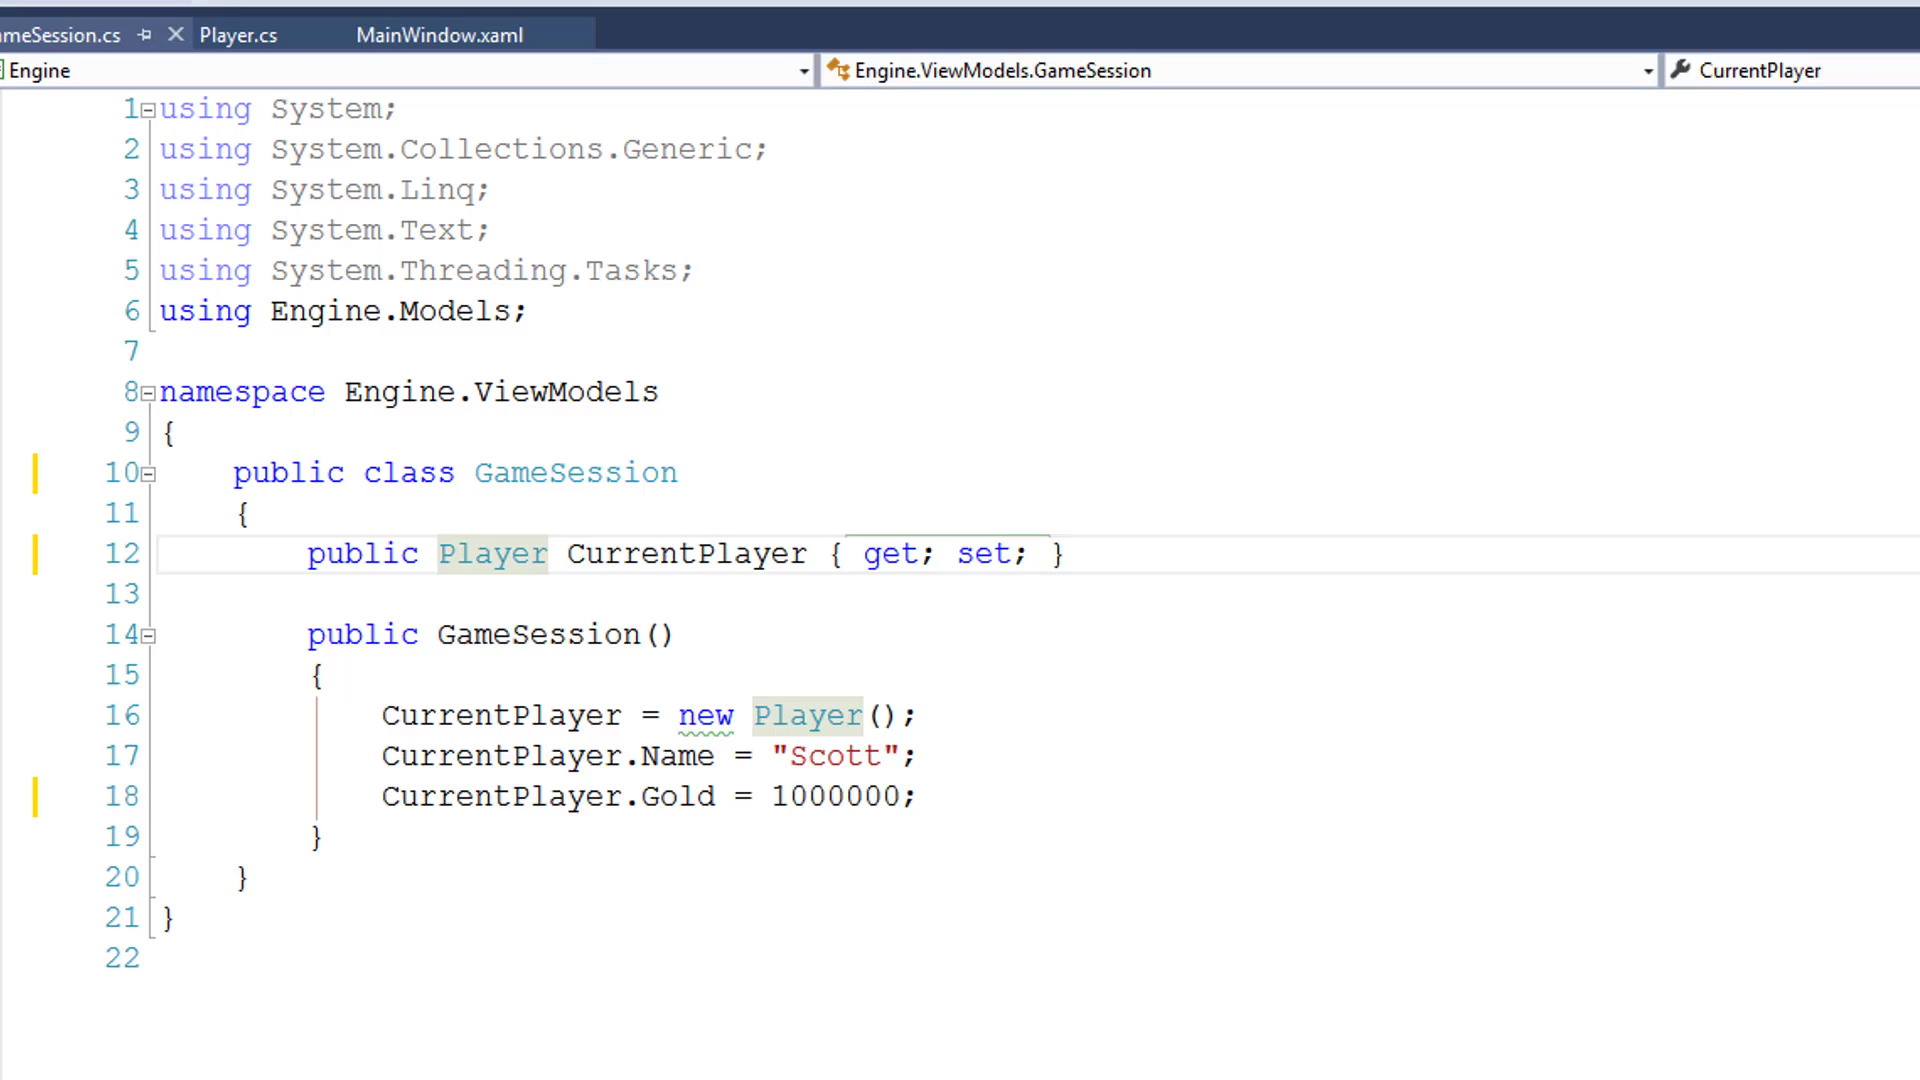 ameSession.cs Player.cs MainWindow.xaml
Engine Engine.ViewModels.GameSession CurrentPlayer
1 using System;
2 using System.Collections.Generic;
3 using System.Linq;
4 using System.Text;
5 using System.Threading.Tasks;
6 using Engine.Models;
7
8 namespace Engine.ViewModels
9 {
10 public class GameSession
11 {
12 public Player CurrentPlayer { get; set; }
13
14 public GameSession()
15 {
16 CurrentPlayer = new Player();
17 CurrentPlayer.Name = "Scott";
18 CurrentPlayer.Gold = 1000000;
19 }
20 }
21 }
22